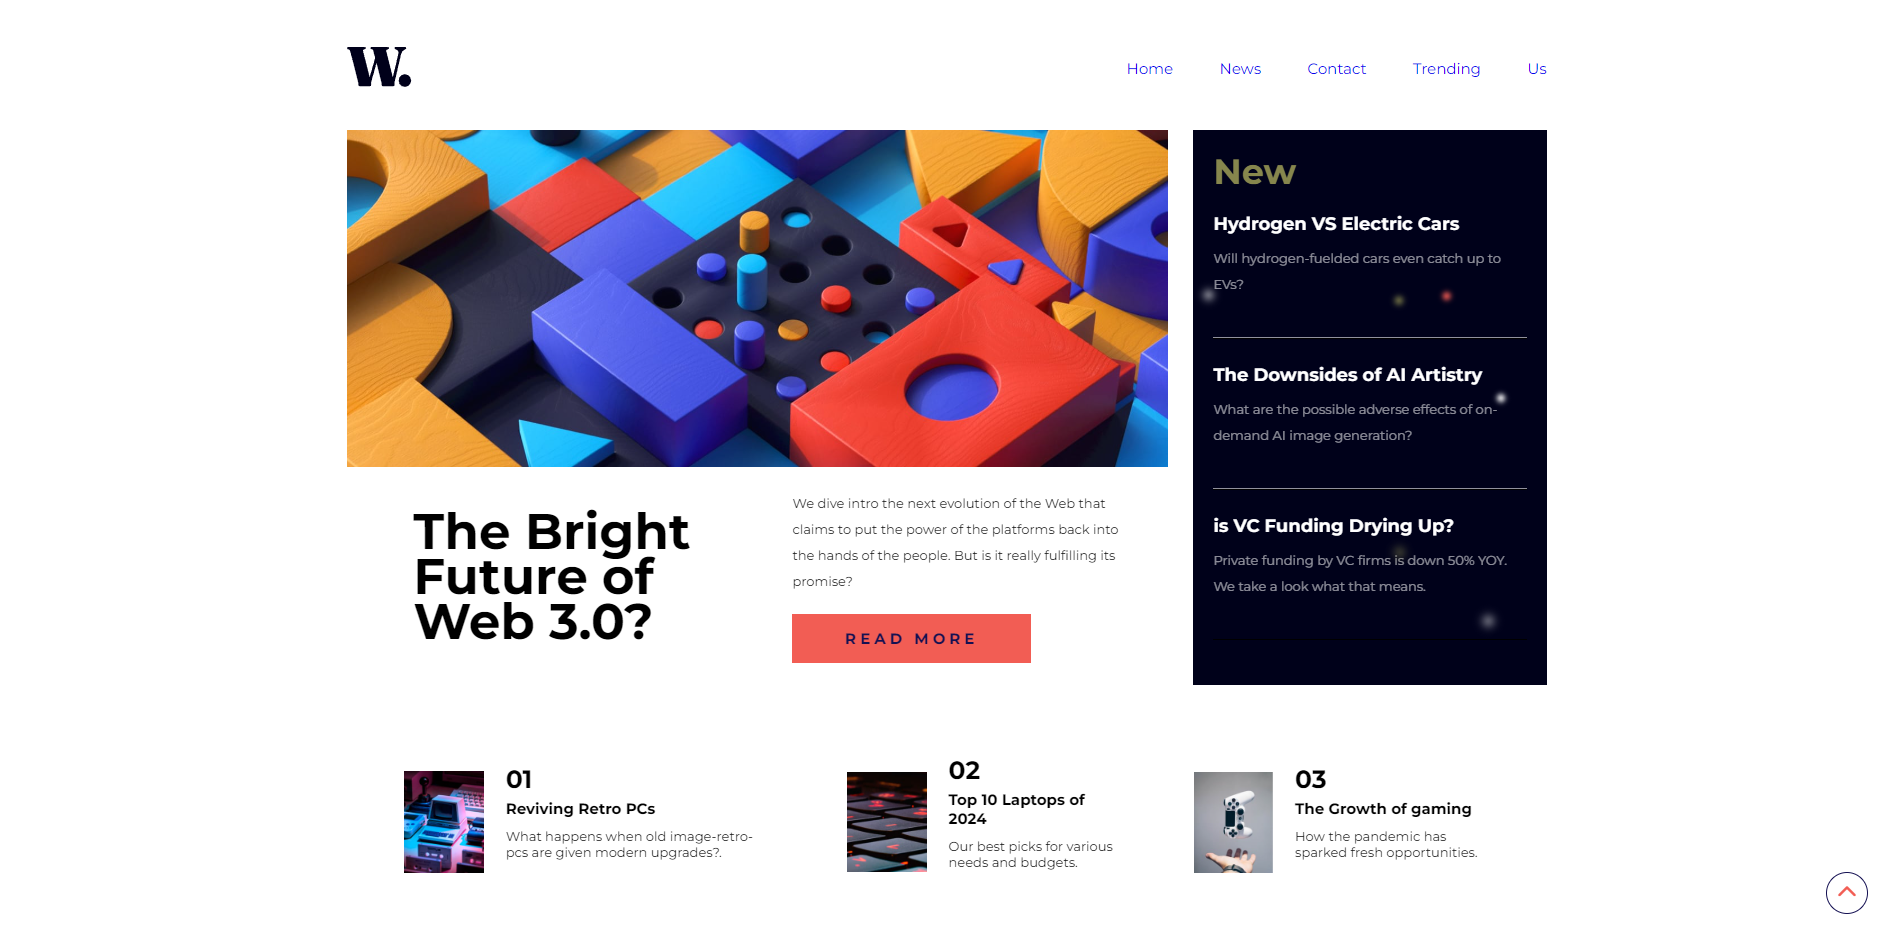 W.
Home News Contact Trending Us
The Bright
Future of
Web 3.0?
We dive intro the next evolution of the Web that
claims to put the power of the platforms back into
the hands of the people. But is it really fulfilling its
promise?
READ MORE
New
Hydrogen VS Electric Cars
Will hydrogen-fuelded cars even catch up to
EVs?
The Downsides of AI Artistry
What are the possible adverse effects of on-
demand AI image generation?
is VC Funding Drying Up?
Private funding by VC firms is down 50% YOY.
We take a look what that means.
01
Reviving Retro PCs
What happens when old image-retro-
pcs are given modern upgrades?.
02
Top 10 Laptops of
2024
Our best picks for various
needs and budgets.
03
The Growth of gaming
How the pandemic has
sparked fresh opportunities.